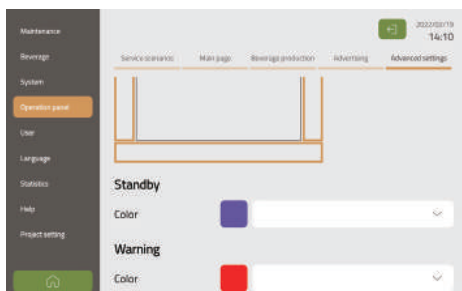 Maintenance
Beverage
System
Operation panel
User
Language
Statistics
Help
Project setting
2022/03/19
14:10
Service scenarios Main page Beverage production Advertising Advanced settings
Standby
Color
Warning
Color